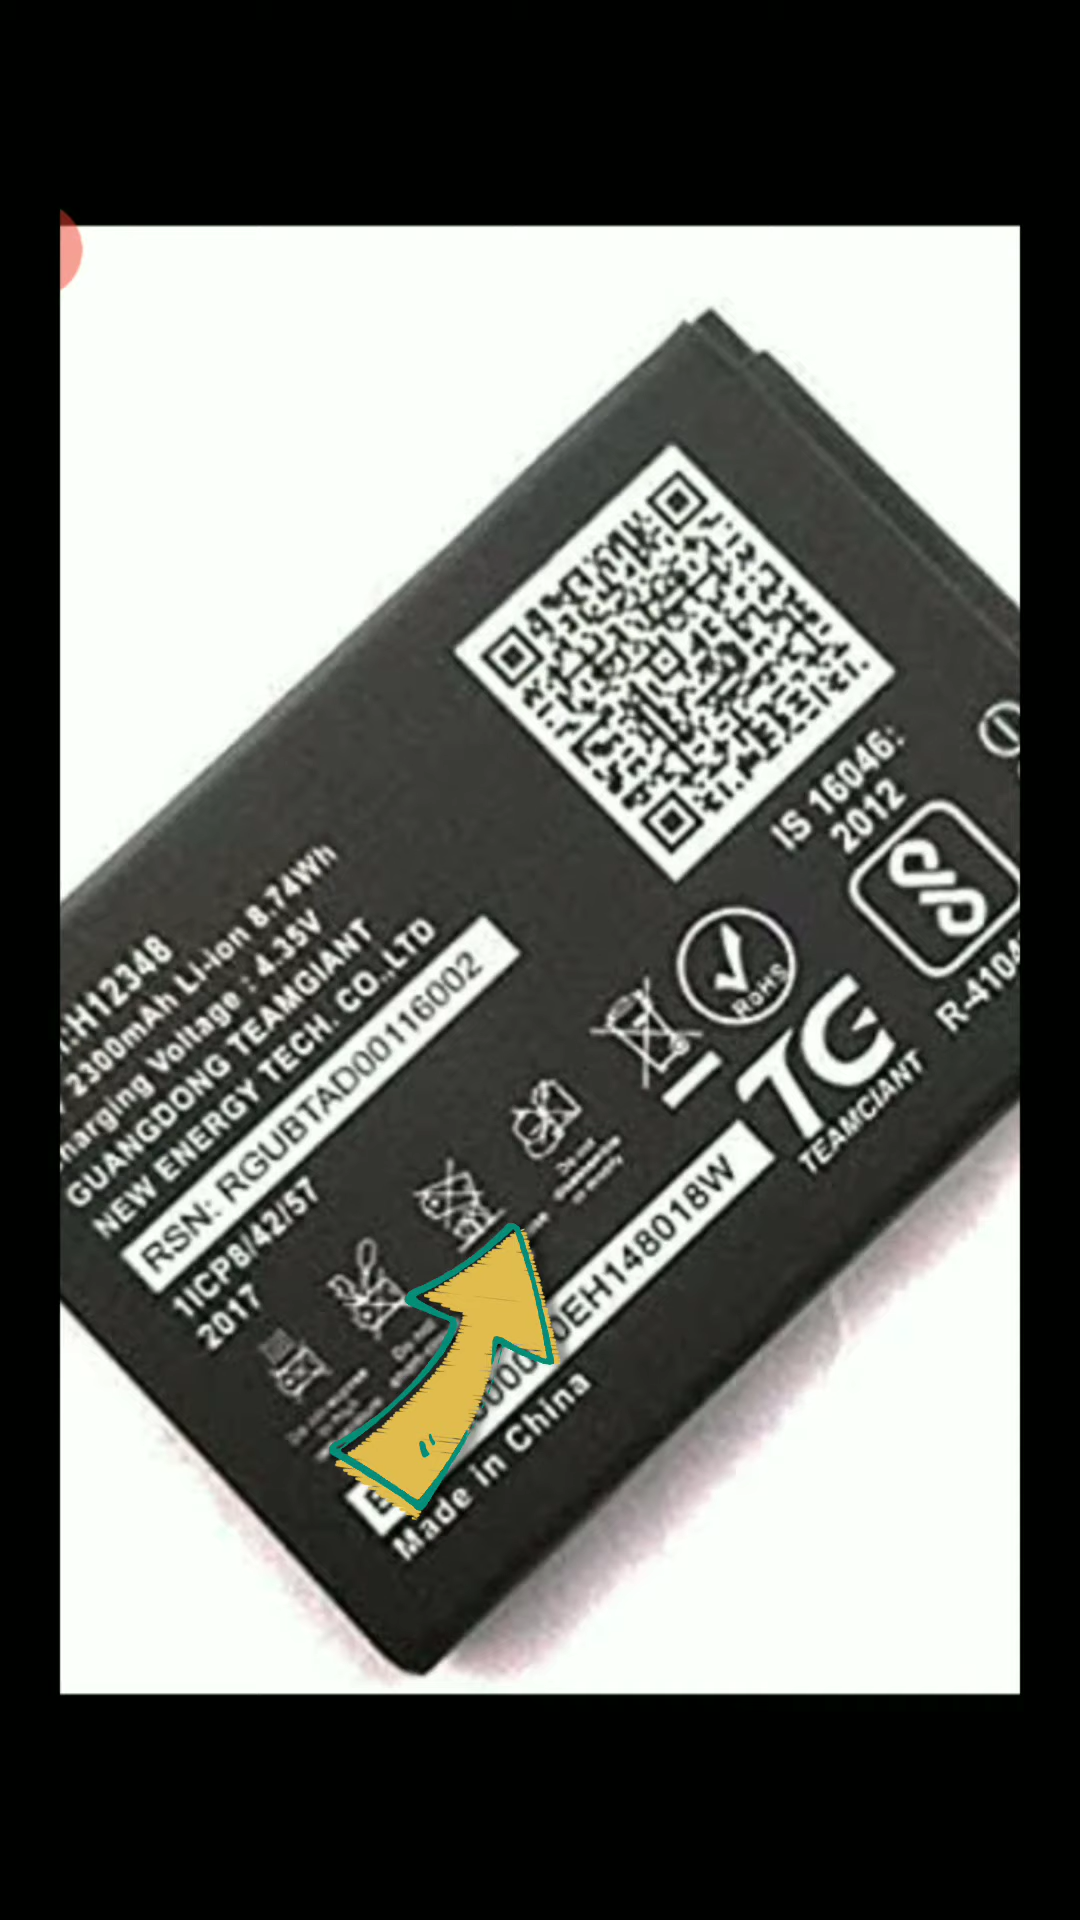 H12348
2300mAh Li-ion 8.74Wh
harging Voltage : 4.35V
GUANGDONG TEAMGIANT
NEW ENERGY TECH. CO.,LTD
RSN: RGUBTAD00116002
1ICP8/42/57
2017
IS 16046:
2012
R-4104
RoHS
TG
TEAMGIANT
0EH1148018W
Made in China